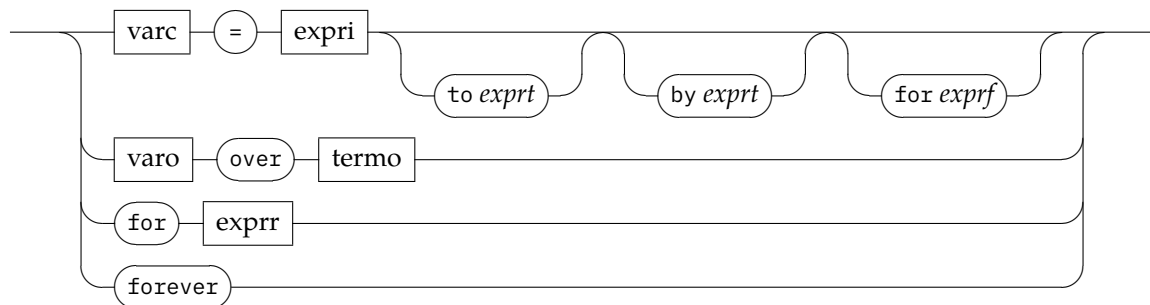 varc = expri
to exprt by exprt for exprf
varo over termo
for exprr
forever